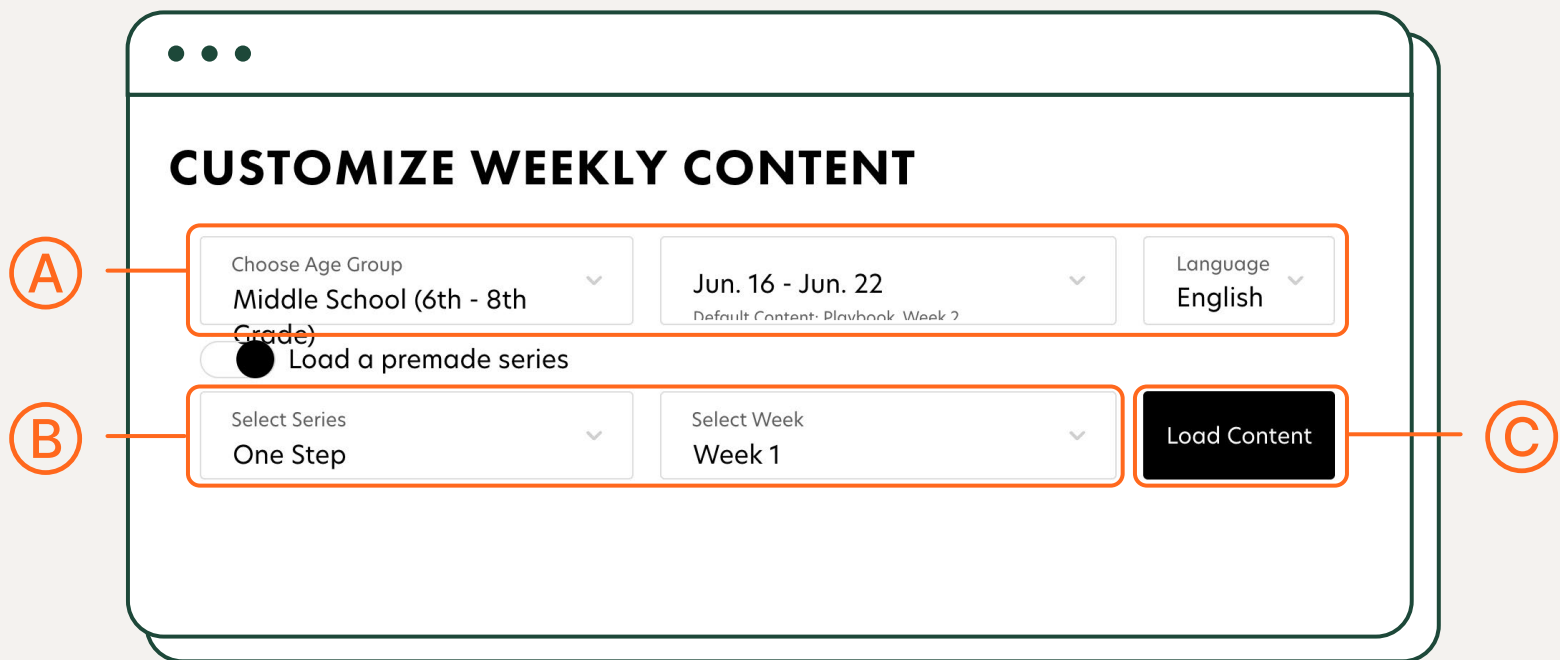 CUSTOMIZE WEEKLY CONTENT
A
Choose Age Group
Middle School (6th - 8th
Grade)
Jun. 16 - Jun. 22
Default Content: Playbook, Week 2
Language
English
Load a premade series
B
Select Series
One Step
Select Week
Week 1
Load Content
C